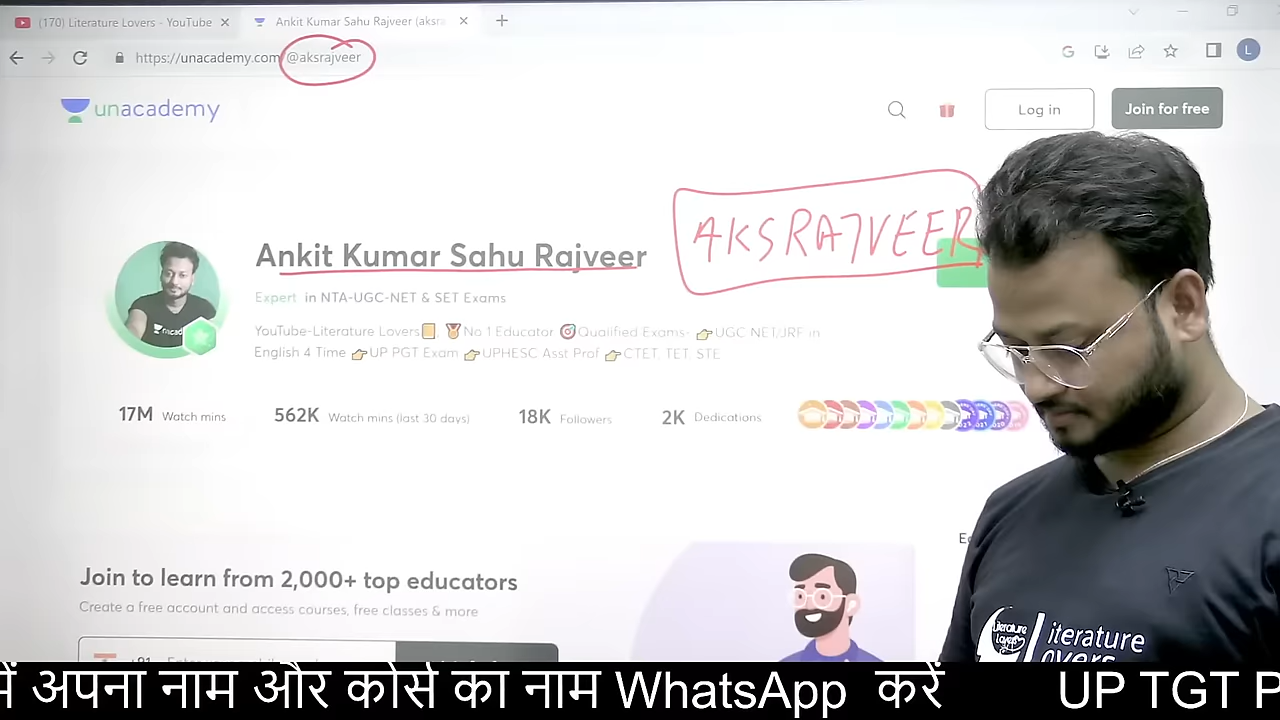 (170) Literature Lovers - YouTube
Ankit Kumar Sahu Rajveer (aksra
https://unacademy.com/@aksrajveer
G
L
unacademy
Log in
Join for free
AKSRAJVEER
Ankit Kumar Sahu Rajveer
Expert in NTA-UGC-NET & SET Exams
YouTube-Literature Lovers📙, 🏅No 1 Educator 🎯Qualified Exams- 👉UGC NET/JRF in
English 4 Time 👉UP PGT Exam 👉UPHESC Asst Prof 👉CTET, TET, STE
17M Watch mins
562K Watch mins (last 30 days)
18K Followers
2K Dedications
Join to learn from 2,000+ top educators
Create a free account and access courses, free classes & more
+91
Literature Lovers
iterature
overs
में अपना नाम और कोर्स का नाम WhatsApp करें UP TGT P